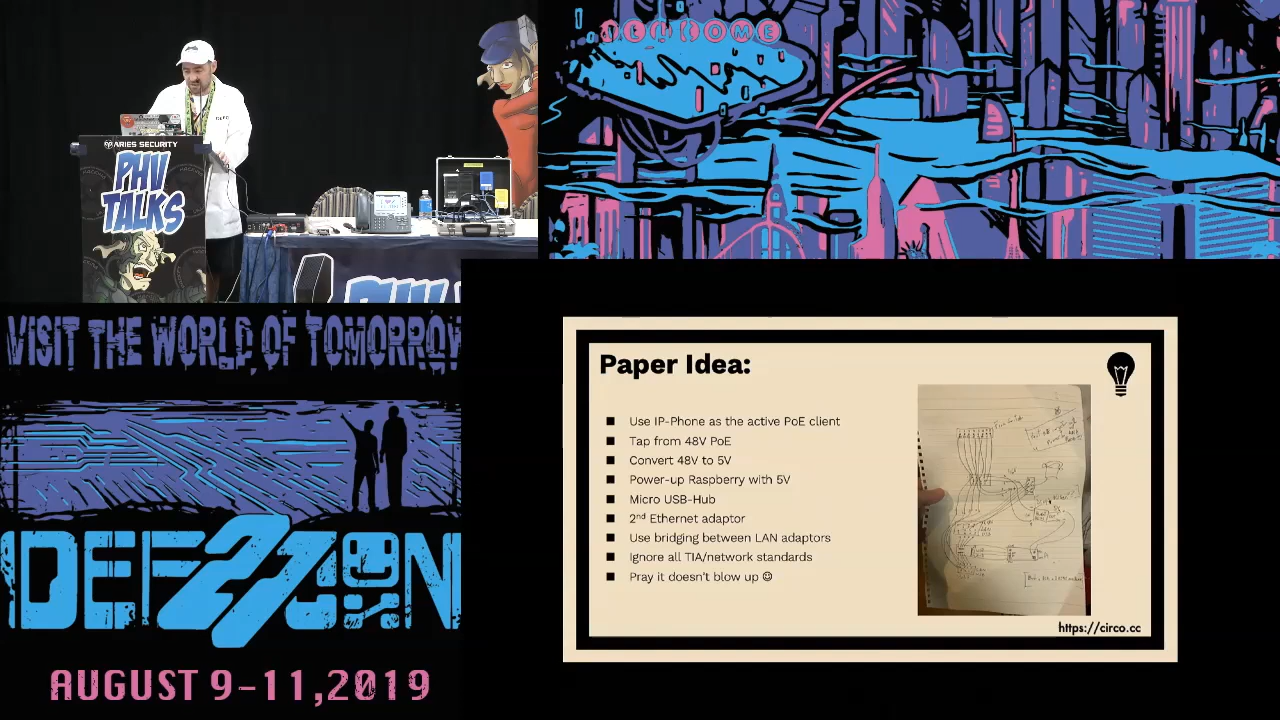 WELCOME
ARIES SECURITY
PHV
TALKS
VISIT THE WORLD OF TOMORROW
DEF CON
27
AUGUST 9-11,2019
Paper Idea:
■ Use IP-Phone as the active PoE client
■ Tap from 48V PoE
■ Convert 48V to 5V
■ Power-up Raspberry with 5V
■ Micro USB-Hub
■ 2nd Ethernet adaptor
■ Use bridging between LAN adaptors
■ Ignore all TIA/network standards
■ Pray it doesn't blow up ☺
https://circo.cc